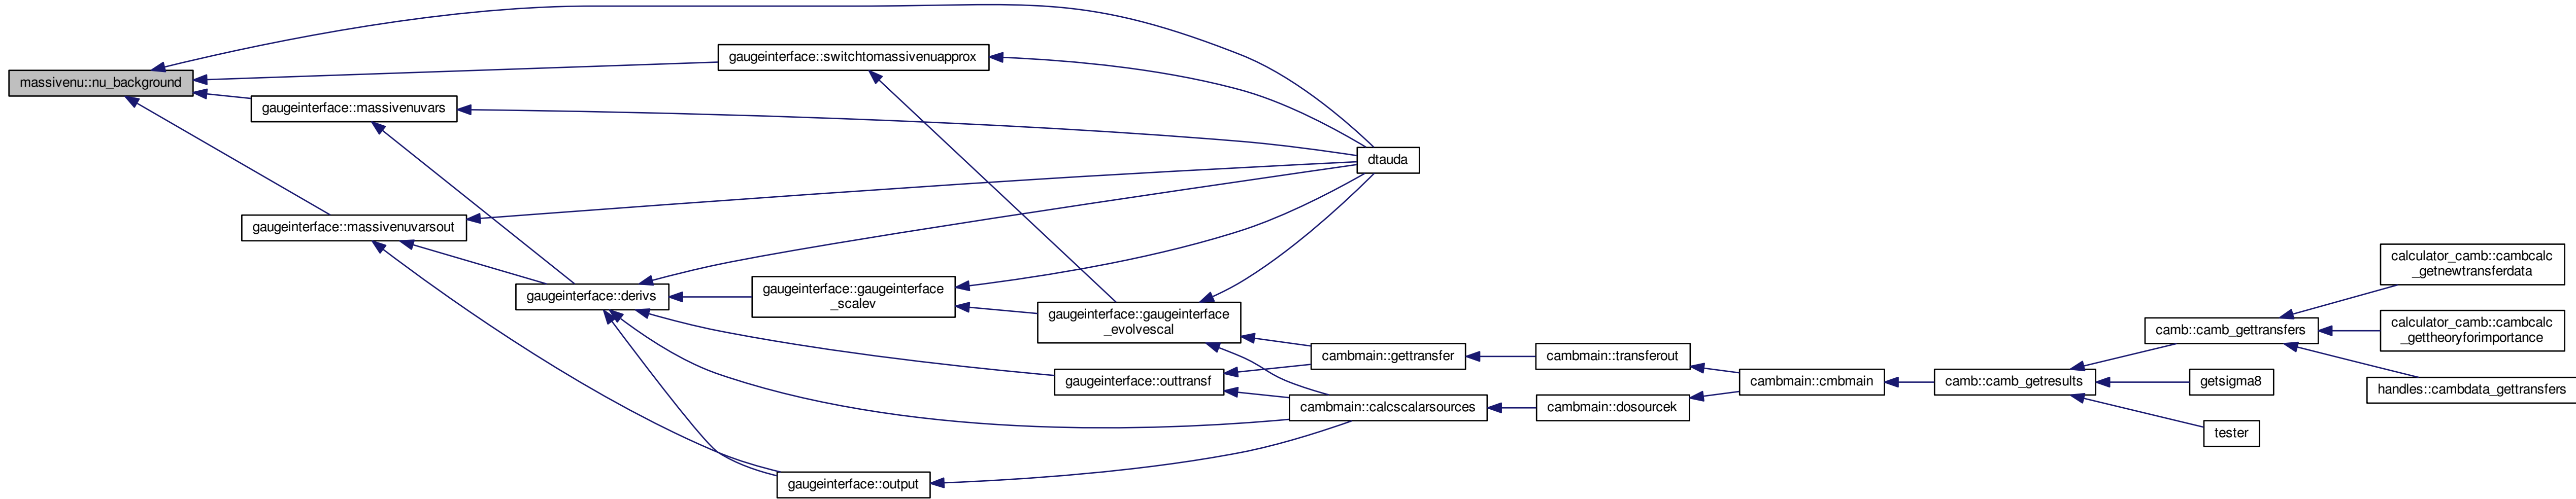 massivenu::nu_background
gaugeinterface::switchtomassivenuapprox
gaugeinterface::massivenuvars
dtauda
gaugeinterface::massivenuvarsout
gaugeinterface::derivs
gaugeinterface::gaugeinterface
_scalev
gaugeinterface::gaugeinterface
_evolvescal
gaugeinterface::outtransf
gaugeinterface::output
cambmain::gettransfer
cambmain::calcscalarsources
cambmain::transferout
cambmain::dosourcek
cambmain::cmbmain
camb::camb_getresults
camb::camb_gettransfers
getsigma8
tester
calculator_camb::cambcalc
_getnewtransferdata
calculator_camb::cambcalc
_gettheoryforimportance
handles::cambdata_gettransfers